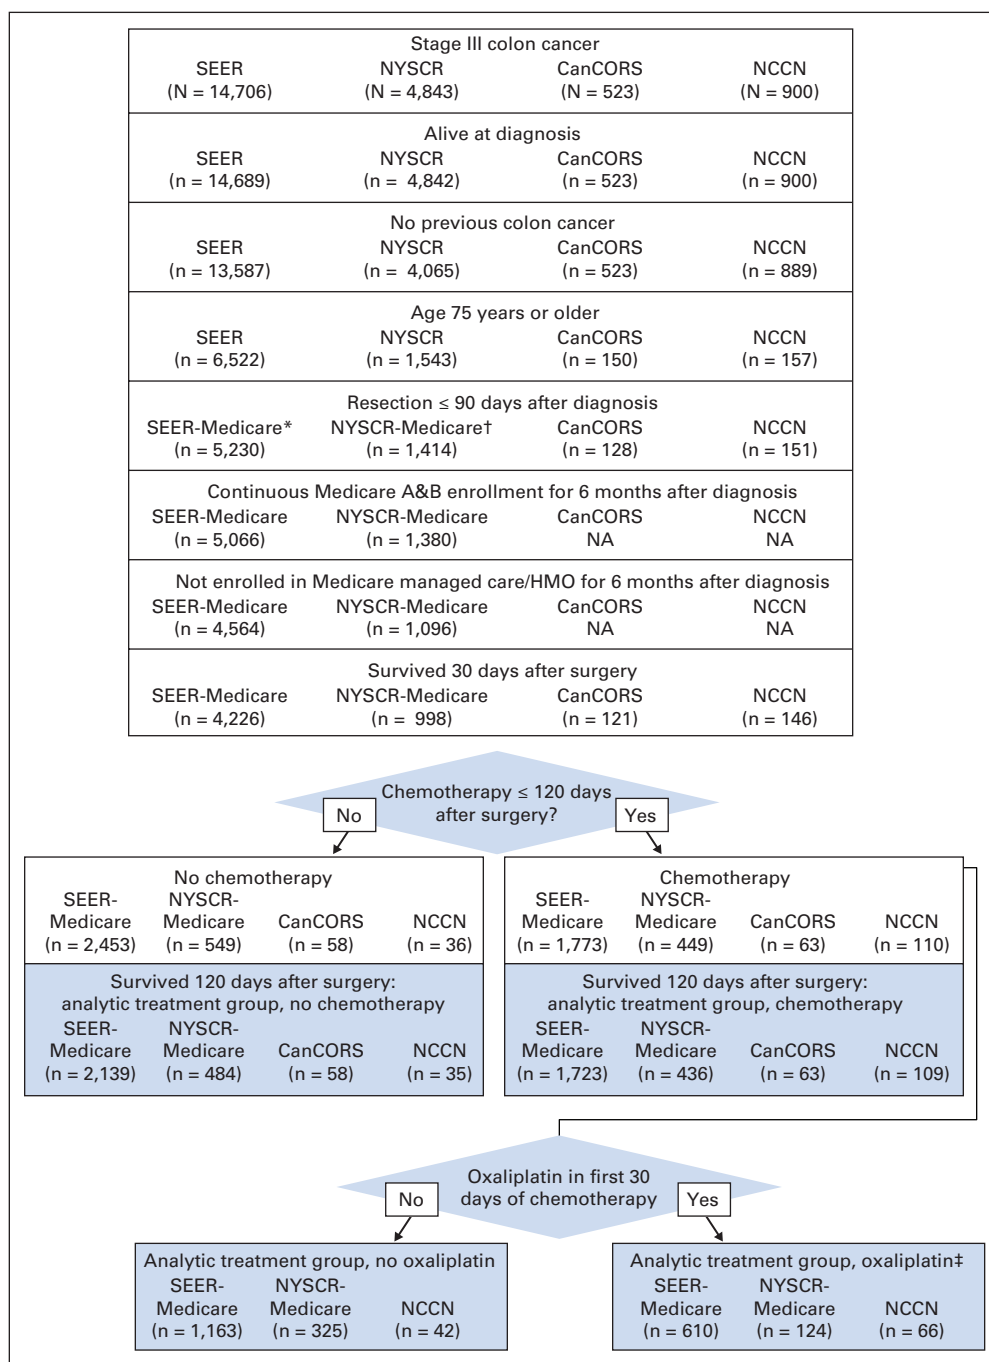 Stage III colon cancer
SEER NYSCR CanCORS NCCN
(N = 14,706) (N = 4,843) (N = 523) (N = 900)
Alive at diagnosis
SEER NYSCR CanCORS NCCN
(n = 14,689) (n = 4,842) (n = 523) (n = 900)
No previous colon cancer
SEER NYSCR CanCORS NCCN
(n = 13,587) (n = 4,065) (n = 523) (n = 889)
Age 75 years or older
SEER NYSCR CanCORS NCCN
(n = 6,522) (n = 1,543) (n = 150) (n = 157)
Resection ≤ 90 days after diagnosis
SEER-Medicare* NYSCR-Medicare† CanCORS NCCN
(n = 5,230) (n = 1,414) (n = 128) (n = 151)
Continuous Medicare A&B enrollment for 6 months after diagnosis
SEER-Medicare NYSCR-Medicare CanCORS NCCN
(n = 5,066) (n = 1,380) NA NA
Not enrolled in Medicare managed care/HMO for 6 months after diagnosis
SEER-Medicare NYSCR-Medicare CanCORS NCCN
(n = 4,564) (n = 1,096) NA NA
Survived 30 days after surgery
SEER-Medicare NYSCR-Medicare CanCORS NCCN
(n = 4,226) (n = 998) (n = 121) (n = 146)
Chemotherapy ≤ 120 days
after surgery?
No Yes
No chemotherapy
SEER- NYSCR-
Medicare Medicare CanCORS NCCN
(n = 2,453) (n = 549) (n = 58) (n = 36)
Survived 120 days after surgery:
analytic treatment group, no chemotherapy
SEER- NYSCR-
Medicare Medicare CanCORS NCCN
(n = 2,139) (n = 484) (n = 58) (n = 35)
Chemotherapy
SEER- NYSCR-
Medicare Medicare CanCORS NCCN
(n = 1,773) (n = 449) (n = 63) (n = 110)
Survived 120 days after surgery:
analytic treatment group, chemotherapy
SEER- NYSCR-
Medicare Medicare CanCORS NCCN
(n = 1,723) (n = 436) (n = 63) (n = 109)
Oxaliplatin in first 30
days of chemotherapy
No Yes
Analytic treatment group, no oxaliplatin
SEER- NYSCR-
Medicare Medicare NCCN
(n = 1,163) (n = 325) (n = 42)
Analytic treatment group, oxaliplatin‡
SEER- NYSCR-
Medicare Medicare NCCN
(n = 610) (n = 124) (n = 66)